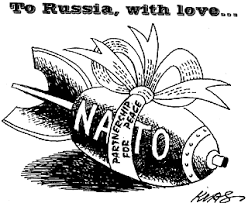 To Russia, with love...
NATO
PARTNERSHIP
FOR PEACE